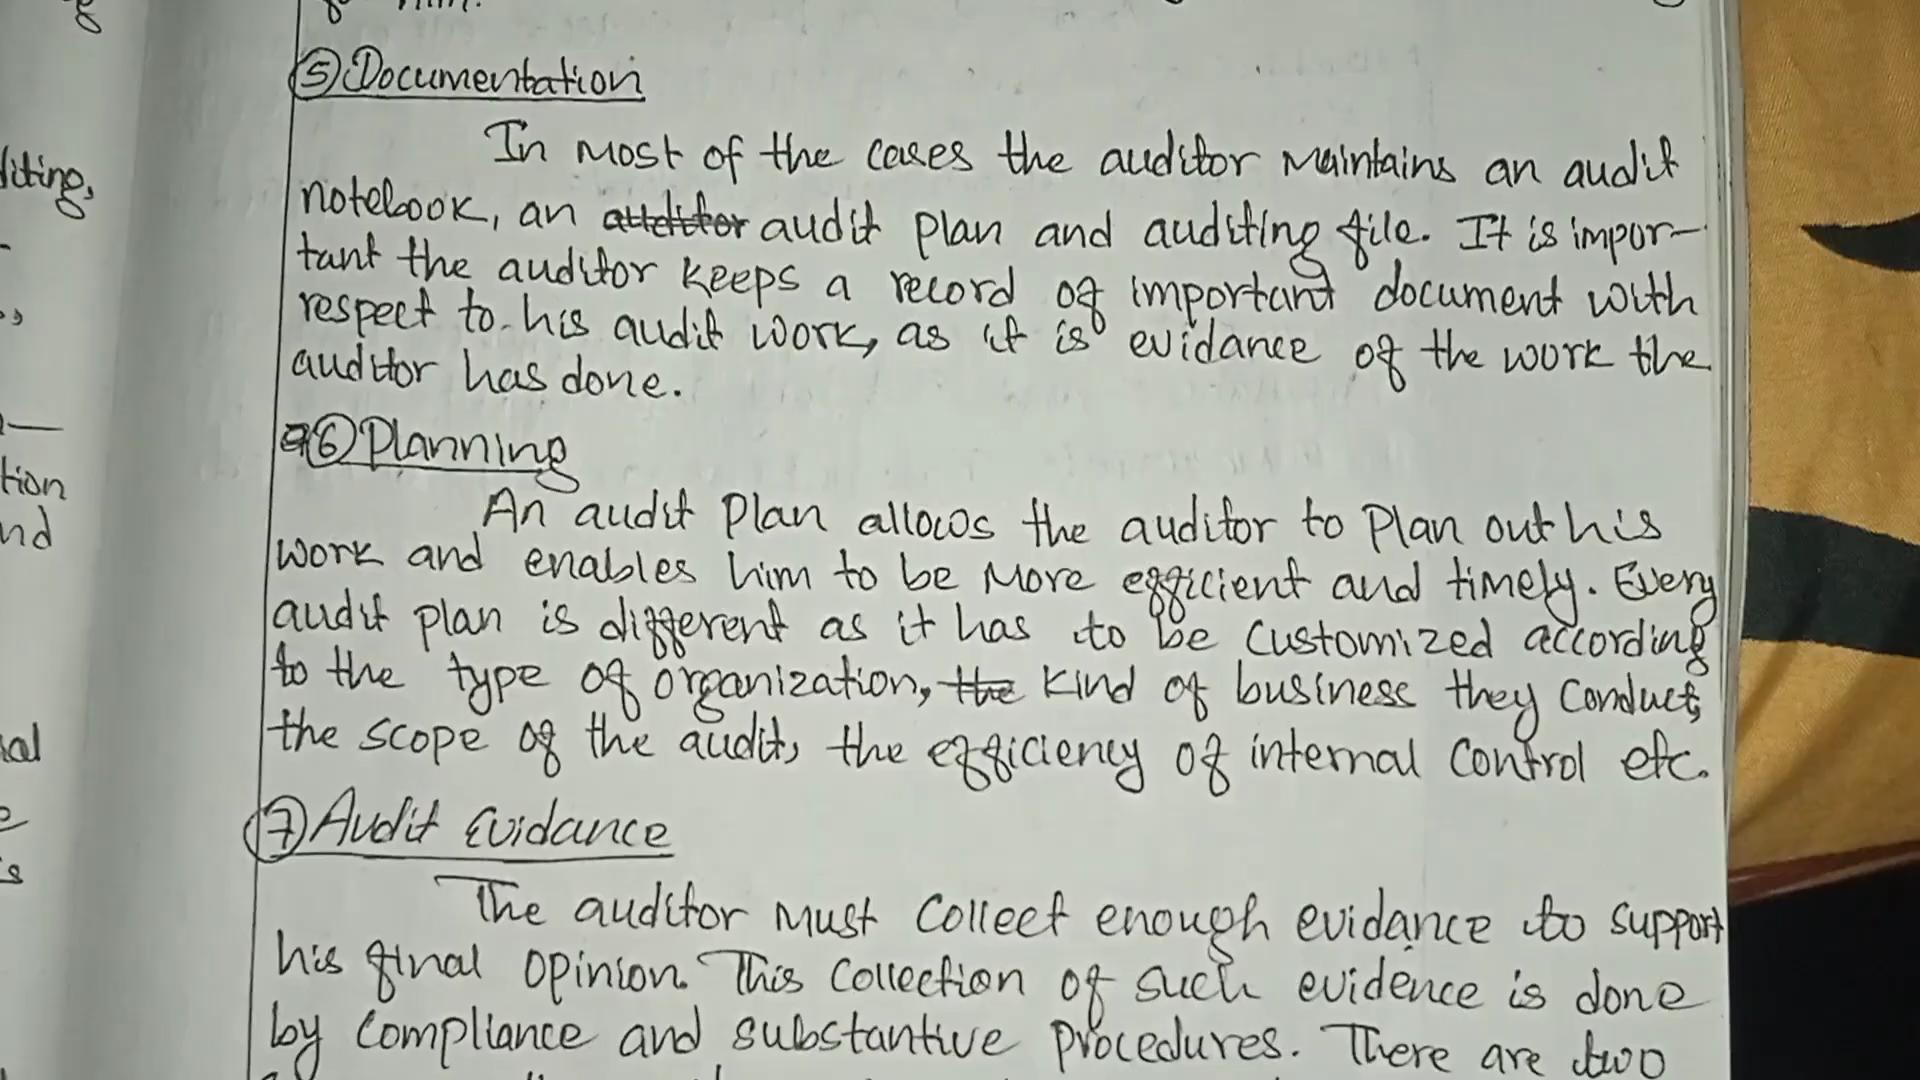 ⑤ Documentation
In most of the cases the auditor maintains an audit
notebook, an auditor audit plan and auditing file. It is impor-
tant the auditor keeps a record of important document with
respect to his audit work, as it is evidance of the work the
auditor has done.
⑥ Planning
An audit plan allows the auditor to plan out his
work and enables him to be more efficient and timely. Every
audit plan is different as it has to be customized according
to the type of organization, the kind of business they conduct,
the scope of the audit, the efficiency of internal control etc.
⑦ Audit Evidance
The auditor must collect enough evidance to support
his final opinion. This collection of such evidence is done
by compliance and substantive procedures. There are two
diting,
tion
nd